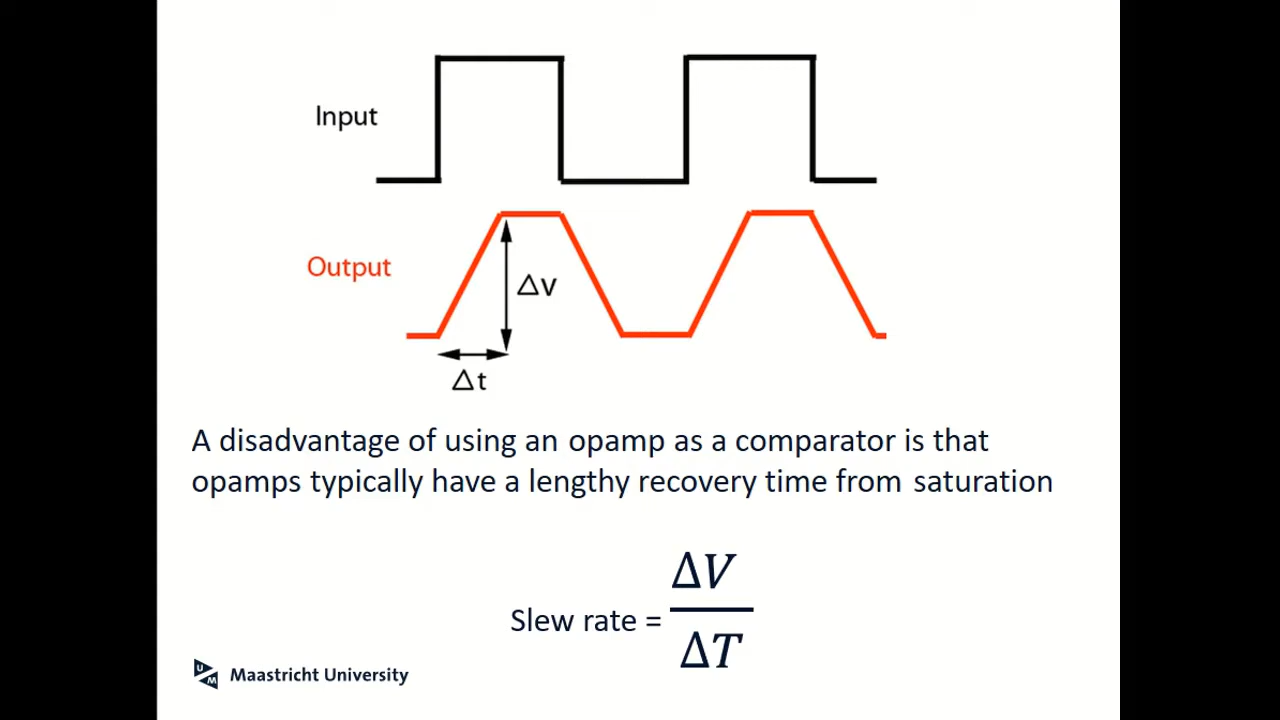 Input
Output
ΔV
Δt
A disadvantage of using an opamp as a comparator is that
opamps typically have a lengthy recovery time from saturation
Slew rate = ΔV
ΔT
UM Maastricht University